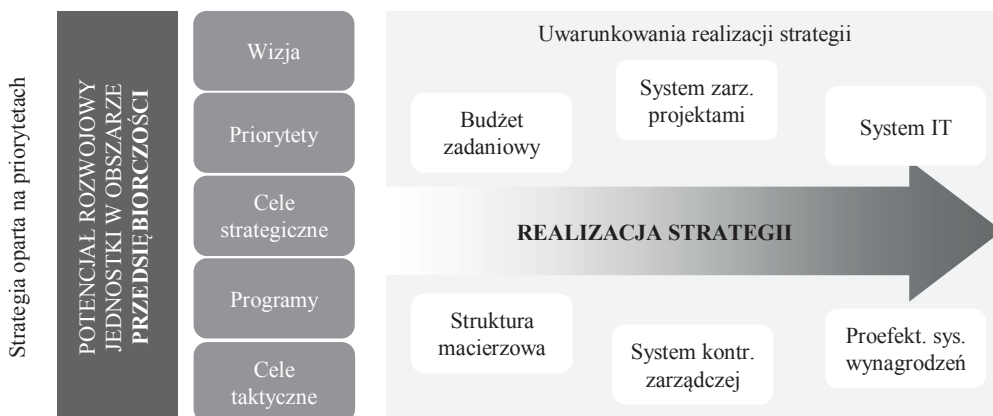 Strategia oparta na priorytetach
POTENCJAŁ ROZWOJOWY
JEDNOSTKI W OBSZARZE
PRZEDSIĘBIORCZOŚCI
Wizja
Priorytety
Cele
strategiczne
Programy
Cele
taktyczne
Uwarunkowania realizacji strategii
Budżet
zadaniowy
System zarz.
projektami
System IT
REALIZACJA STRATEGII
Struktura
macierzowa
System kontr.
zarządczej
Proefekt. sys.
wynagrodzeń